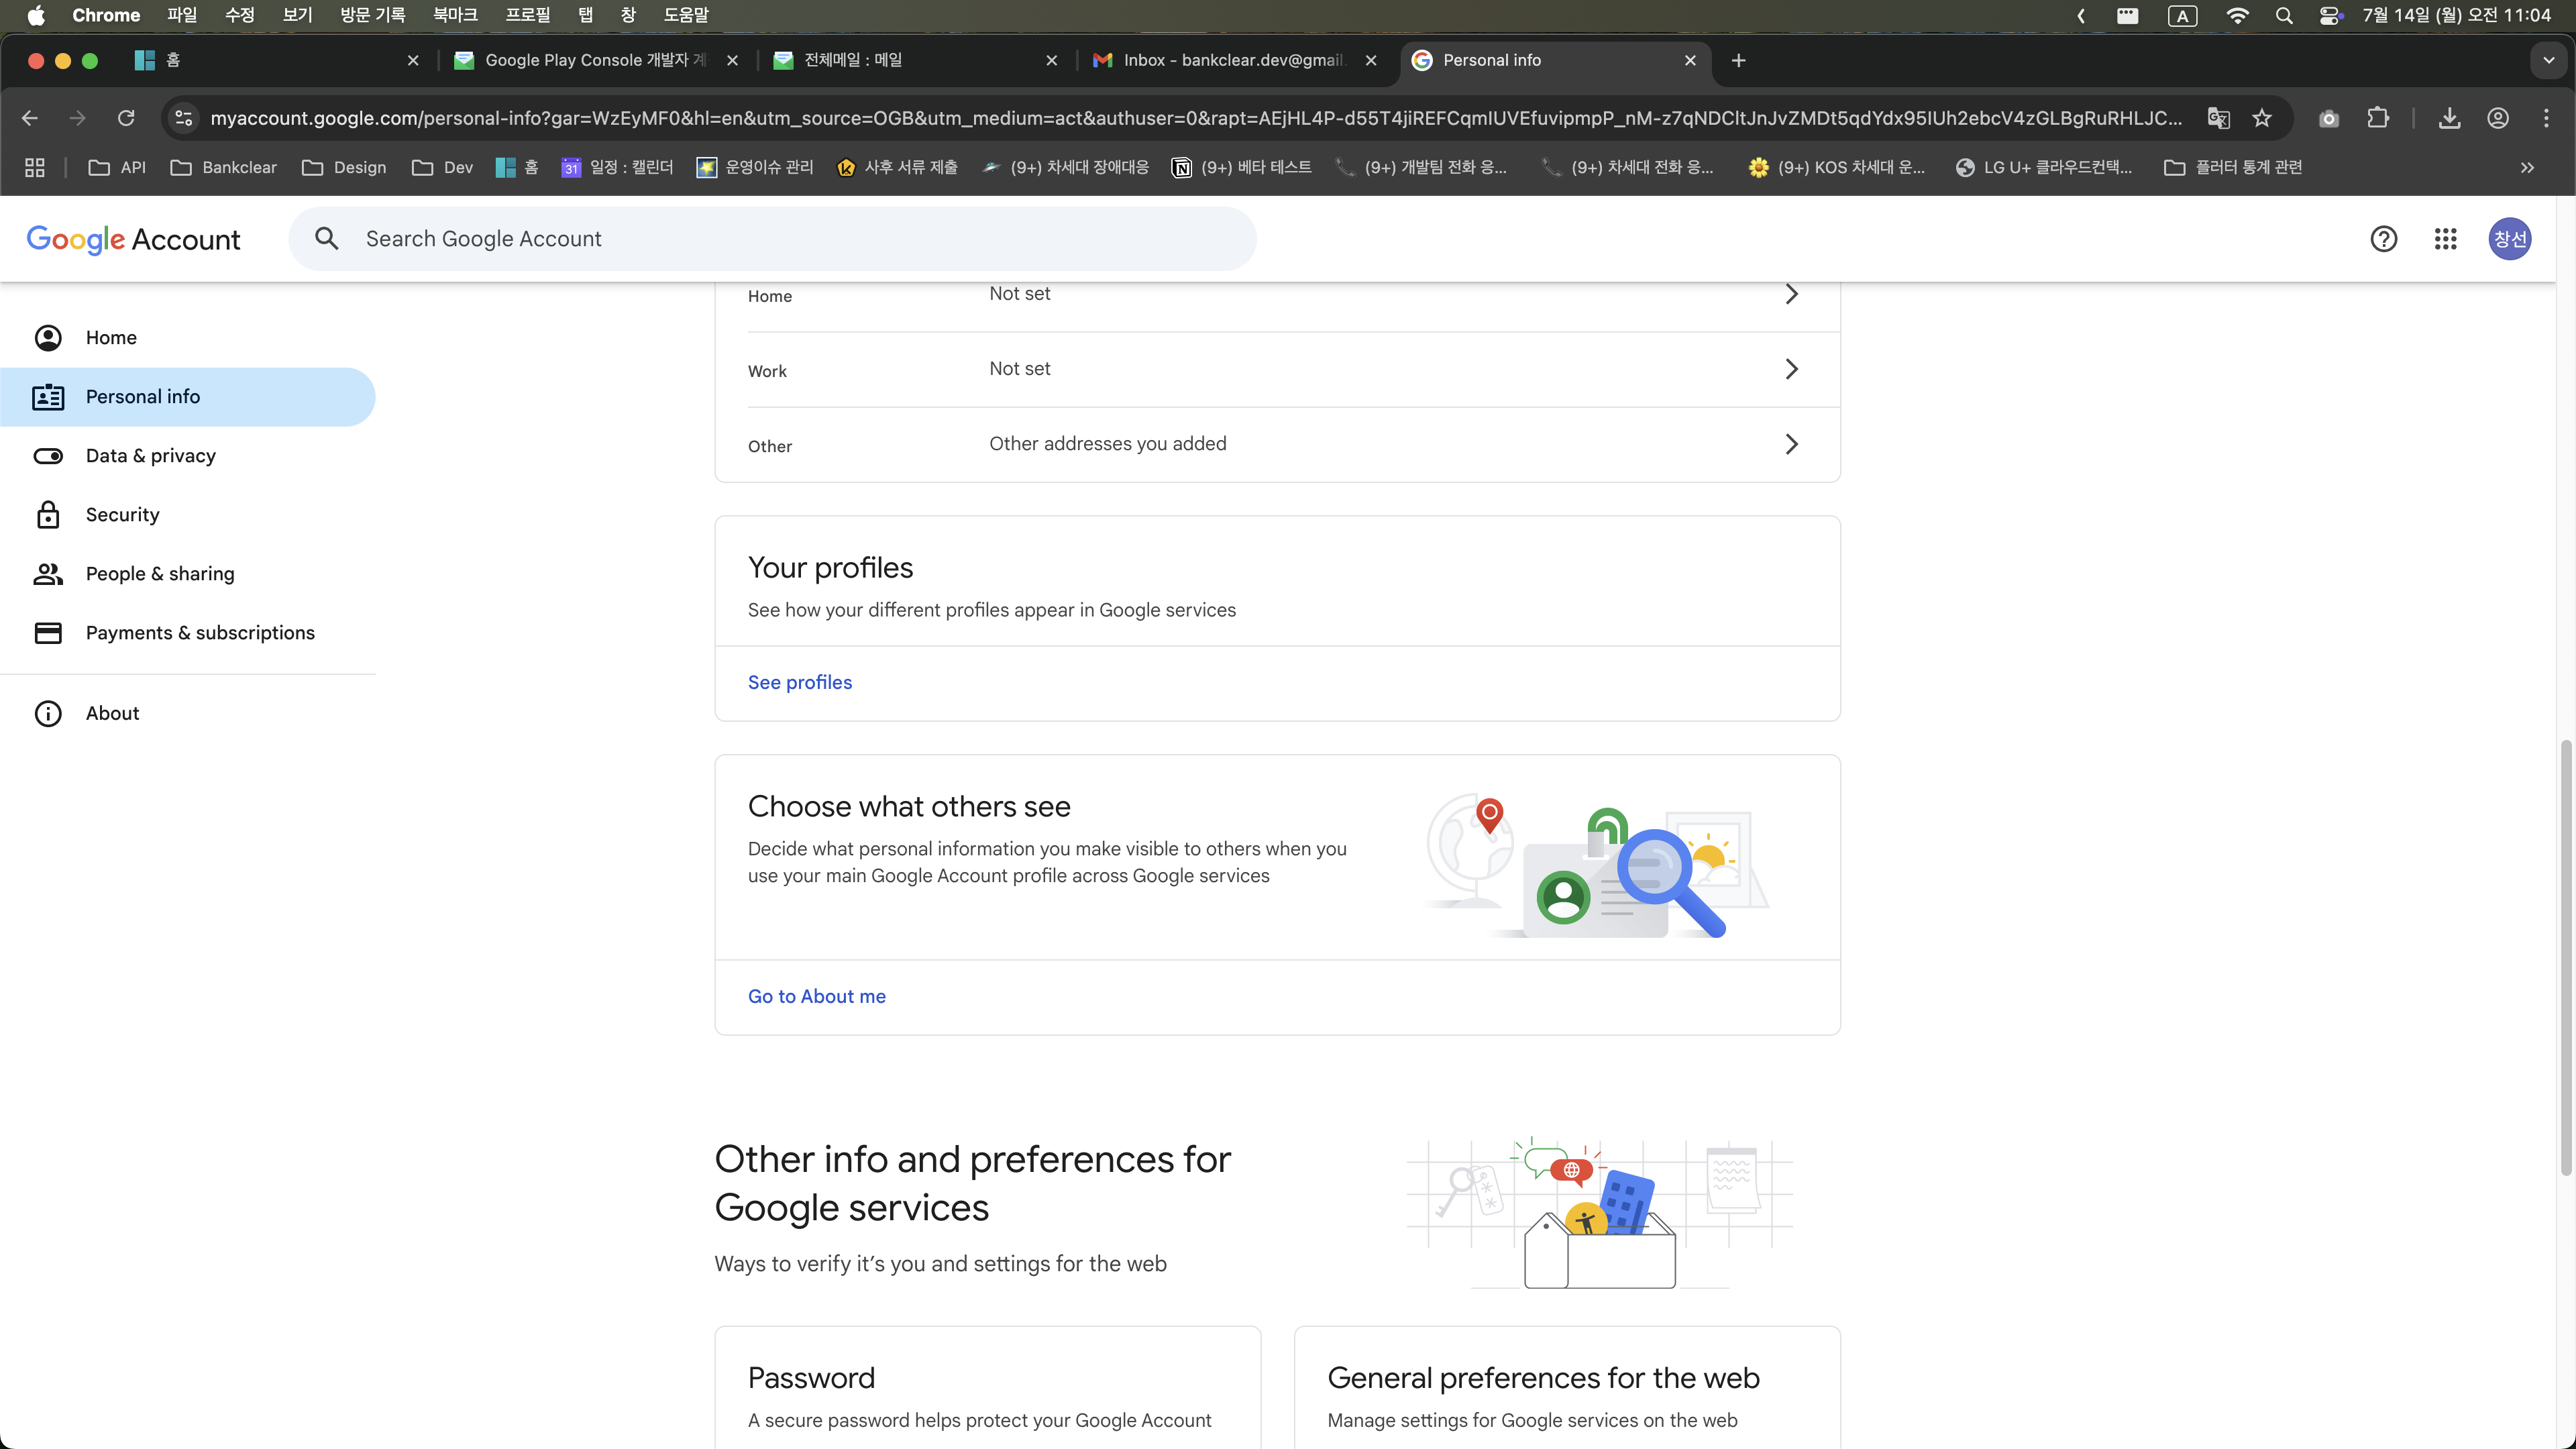 Chrome 파일 수정 보기 방문 기록 북마크 프로필 탭 창 도움말 A 7월 14일 (월) 오전 11:04
홈 Google Play Console 개발자 계 전체메일 : 메일 Inbox - bankclear.dev@gmail. Personal info
myaccount.google.com/personal-info?gar=WzEyMF0&hl=en&utm_source=OGB&utm_medium=act&authuser=0&rapt=AEjHL4P-d55T4jiREFCqmIUVEfuvipmpP_nM-z7qNDCltJnJvZMDt5qdYdx95IUh2ebcV4zGLBgRuRHLJC...
API Bankclear Design Dev 홈 31 일정 : 캘린더 운영이슈 관리 사후 서류 제출 (9+) 차세대 장애대응 (9+) 베타 테스트 (9+) 개발팀 전화 응... (9+) 차세대 전화 응... (9+) KOS 차세대 운... LG U+ 클라우드컨택... 플러터 통계 관련
Google Account Search Google Account 창선
Home
Personal info
Data & privacy
Security
People & sharing
Payments & subscriptions
About
Home Not set
Work Not set
Other Other addresses you added
Your profiles
See how your different profiles appear in Google services
See profiles
Choose what others see
Decide what personal information you make visible to others when you
use your main Google Account profile across Google services
Go to About me
Other info and preferences for
Google services
Ways to verify it’s you and settings for the web
Password
A secure password helps protect your Google Account
General preferences for the web
Manage settings for Google services on the web